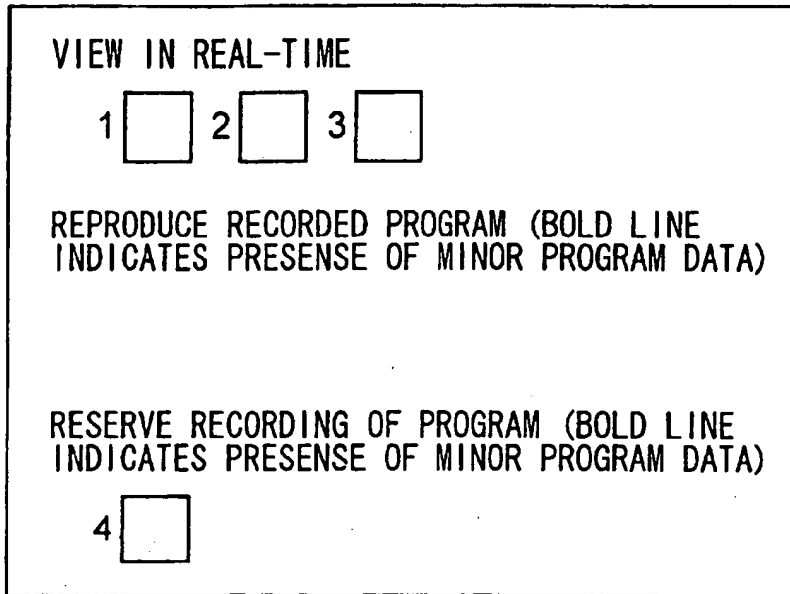 VIEW IN REAL-TIME
1 2 3
REPRODUCE RECORDED PROGRAM (BOLD LINE
INDICATES PRESENSE OF MINOR PROGRAM DATA)
RESERVE RECORDING OF PROGRAM (BOLD LINE
INDICATES PRESENSE OF MINOR PROGRAM DATA)
4